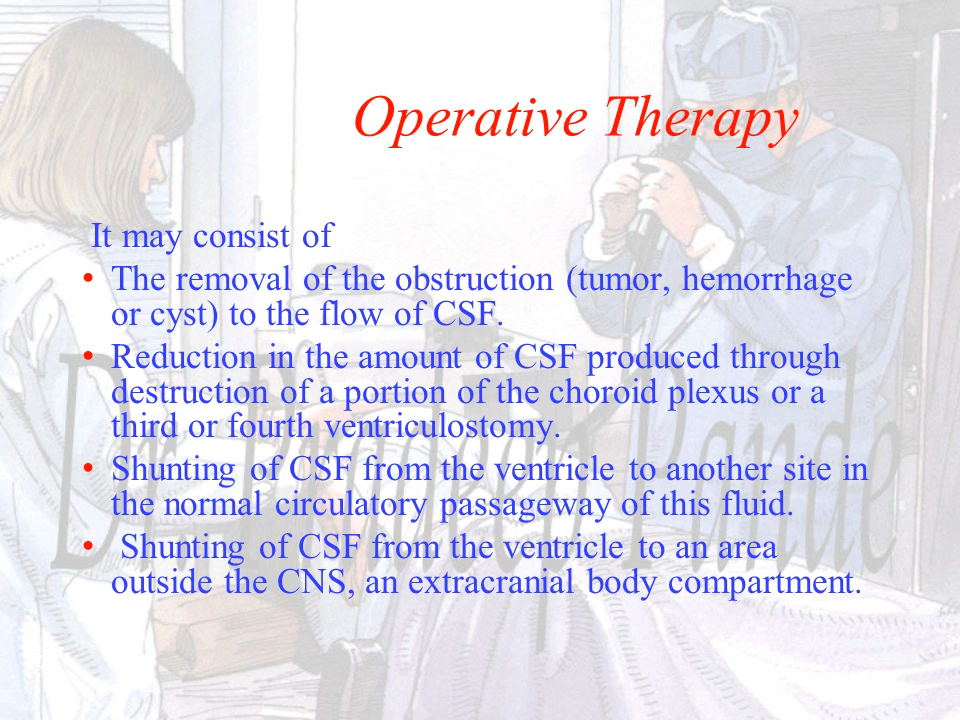 Operative Therapy
It may consist of
• The removal of the obstruction (tumor, hemorrhage
or cyst) to the flow of CSF.
• Reduction in the amount of CSF produced through
destruction of a portion of the choroid plexus or a
third or fourth ventriculostomy.
• Shunting of CSF from the ventricle to another site in
the normal circulatory passageway of this fluid.
• Shunting of CSF from the ventricle to an area
outside the CNS, an extracranial body compartment.